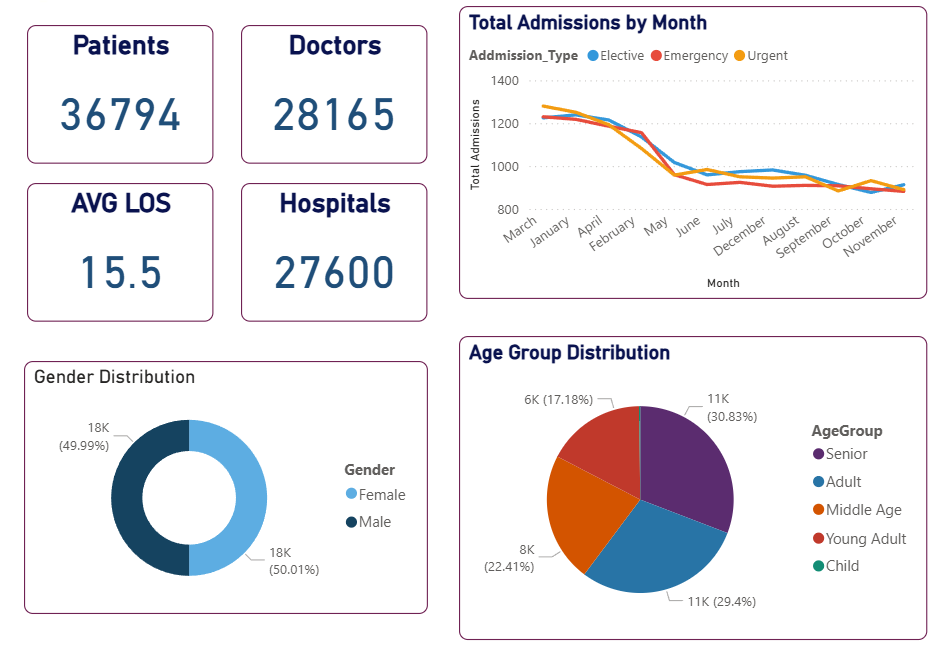 Patients
36794
Doctors
28165
AVG LOS
15.5
Hospitals
27600
Total Admissions by Month
Addmission_Type Elective Emergency Urgent
Total Admissions
1400
1200
1000
800
March
January
April
February
May
June
July
December
August
September
October
November
Month
Gender Distribution
18K
(49.99%)
18K
(50.01%)
Gender
Female
Male
Age Group Distribution
6K (17.18%)
11K
(30.83%)
8K
(22.41%)
11K (29.4%)
AgeGroup
Senior
Adult
Middle Age
Young Adult
Child